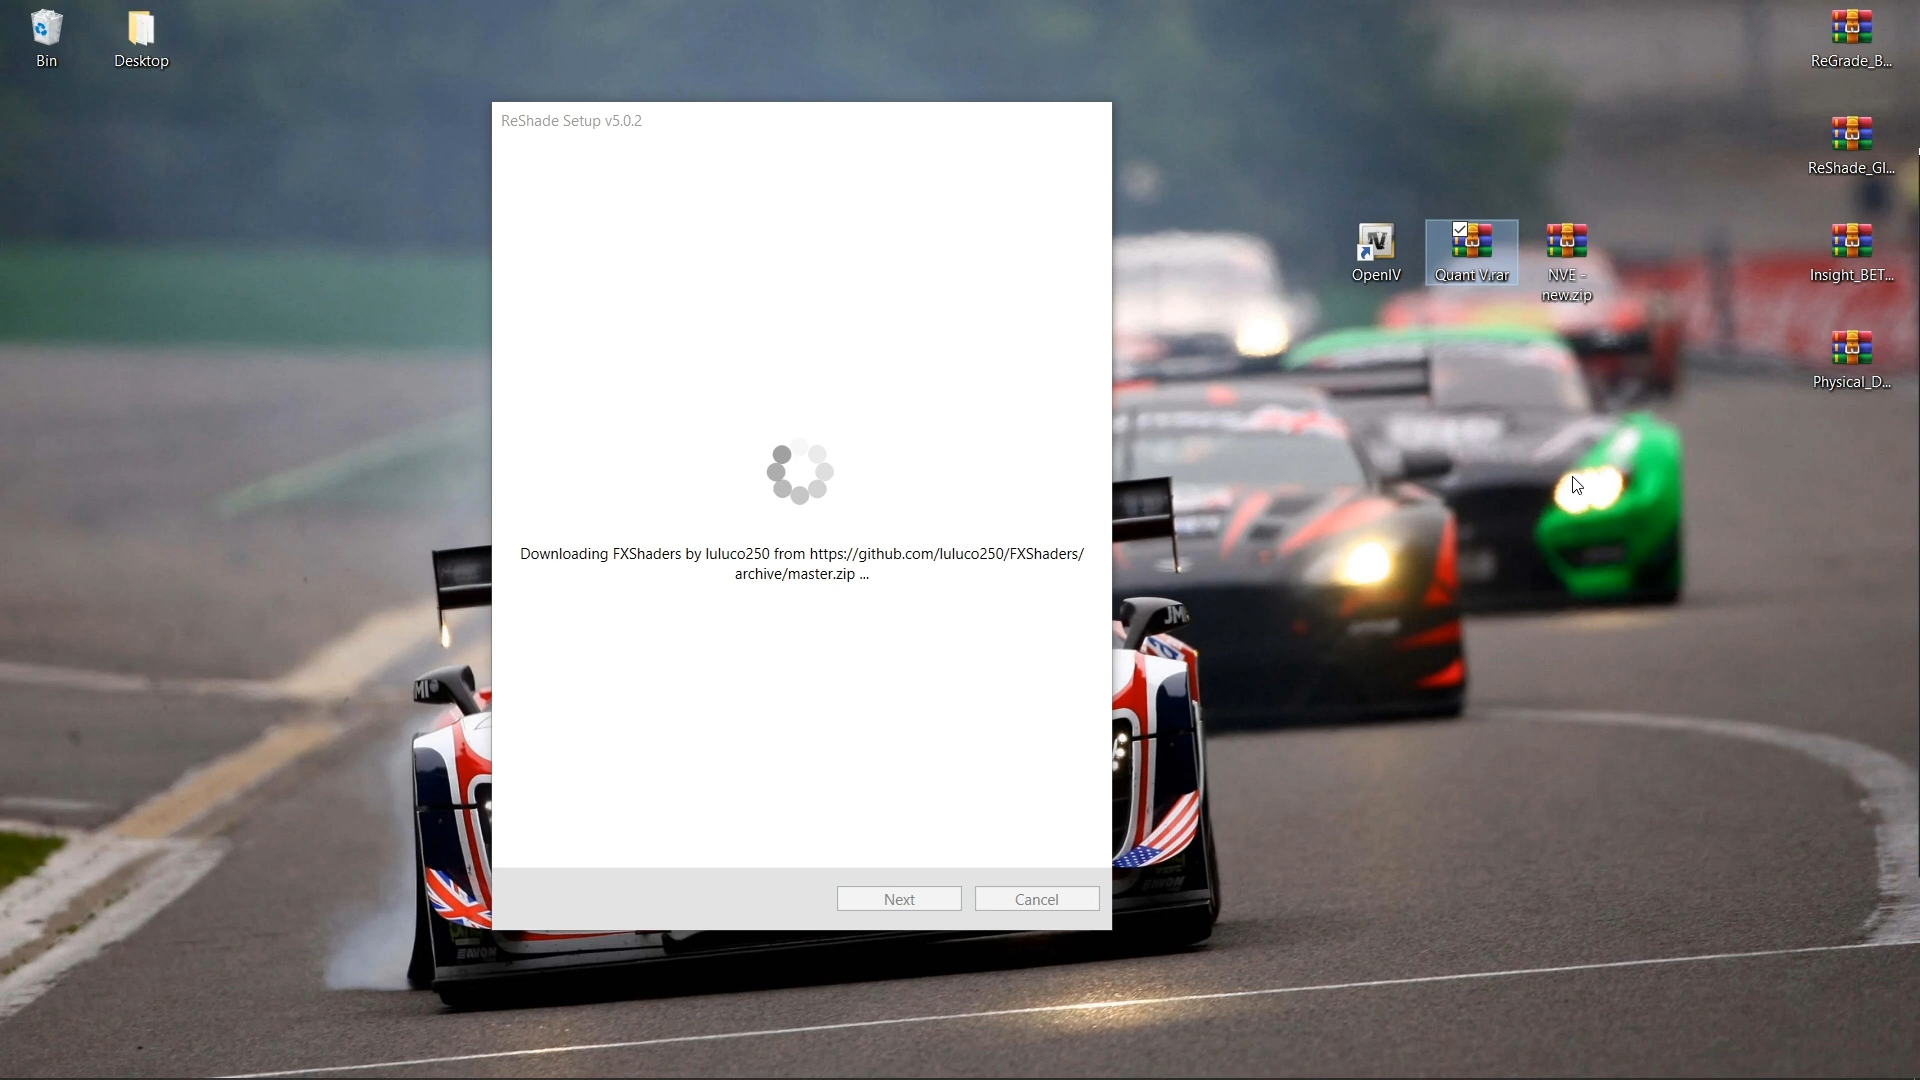 Bin
Desktop
ReGrade_B...
ReShade Setup v5.0.2
ReShade_Gl...
OpenIV
Quant V.rar
NVE -
new.zip
Insight_BET...
Physical_D...
Downloading FXShaders by luluco250 from https://github.com/luluco250/FXShaders/
archive/master.zip ...
Next
Cancel